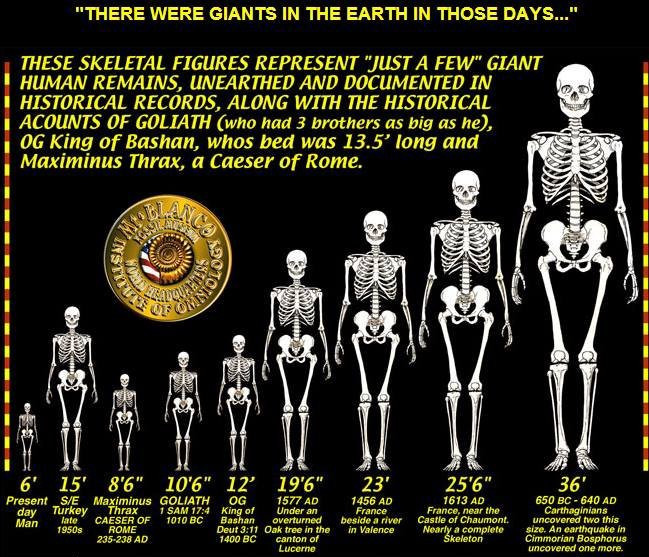 "THERE WERE GIANTS IN THE EARTH IN THOSE DAYS..."
THESE SKELETAL FIGURES REPRESENT "JUST A FEW" GIANT
HUMAN REMAINS, UNEARTHED AND DOCUMENTED IN
HISTORICAL RECORDS, ALONG WITH THE HISTORICAL
ACOUNTS OF GOLIATH (who had 3 brothers as big as he),
OG King of Bashan, whos bed was 13.5' long and
Maximinus Thrax, a Caeser of Rome.
Mt. BLANCO
FOSSIL MUSEUM
WORLD HEADQUARTERS
INSTITUTE OF OMNIOLOGY
6'
Present
day
Man
15'
S/E
Turkey
late
1950s
8'6"
Maximinus
Thrax
CAESER OF
ROME
235-238 AD
10'6"
GOLIATH
1 SAM 17:4
1010 BC
12'
OG
King of
Bashan
Deut 3:11
1400 BC
19'6"
1577 AD
Under an
overturned
Oak tree in the
canton of
Lucerne
23'
1456 AD
France
beside a river
in Valence
25'6"
1613 AD
France, near the
Castle of Chaumont.
Nearly a complete
Skeleton
36'
650 BC - 640 AD
Carthaginians
uncovered two this
size. An earthquake in
Cimmorian Bosphorus
uncovered one more.